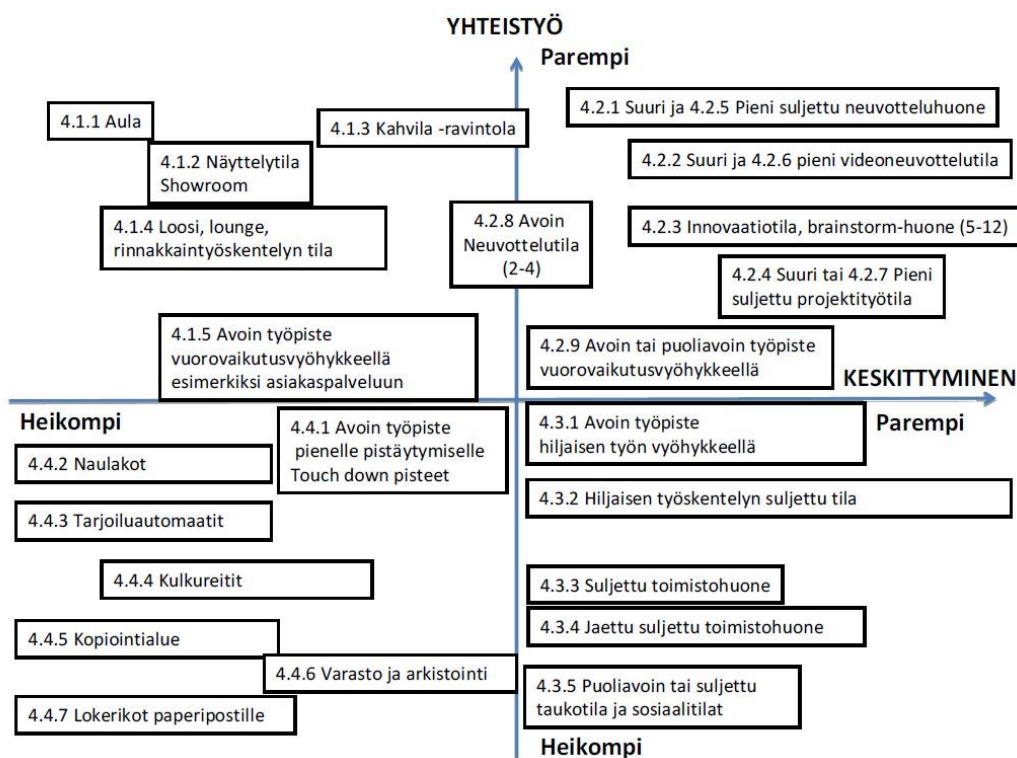 YHTEISTYÖ
Parempi
4.1.1 Aula
4.1.3 Kahvila -ravintola
4.2.1 Suuri ja 4.2.5 Pieni suljettu neuvotteluhuone
4.1.2 Näyttelytila
Showroom
4.2.2 Suuri ja 4.2.6 pieni videoneuvottelutila
4.1.4 Loosi, lounge,
rinnakkaintyöskentelyn tila
4.2.8 Avoin
Neuvottelutila
(2-4)
4.2.3 Innovaatiotila, brainstorm-huone (5-12)
4.2.4 Suuri tai 4.2.7 Pieni
suljettu projektityötila
4.1.5 Avoin työpiste
vuorovaikutusvyöhykkeellä
esimerkiksi asiakaspalveluun
4.2.9 Avoin tai puoliavoin työpiste
vuorovaikutusvyöhykkeellä
KESKITTYMINEN
Heikompi
Parempi
4.4.1 Avoin työpiste
pienelle pistäytymiselle
Touch down pisteet
4.3.1 Avoin työpiste
hiljaisen työn vyöhykkeellä
4.4.2 Naulakot
4.3.2 Hiljaisen työskentelyn suljettu tila
4.4.3 Tarjoiluautomaatit
4.4.4 Kulkureitit
4.3.3 Suljettu toimistohuone
4.3.4 Jaettu suljettu toimistohuone
4.4.5 Kopiointialue
4.4.6 Varasto ja arkistointi
4.3.5 Puoliavoin tai suljettu
taukotila ja sosiaalitilat
4.4.7 Lokerikot paperipostille
Heikompi